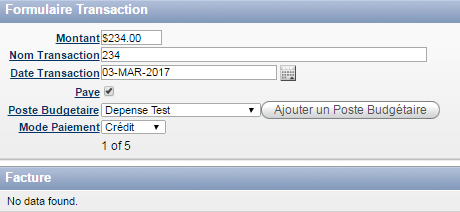 Formulaire Transaction
Montant $234.00
Nom Transaction 234
Date Transaction 03-MAR-2017
Paye
Poste Budgetaire Depense Test Ajouter un Poste Budgétaire
Mode Paiement Crédit
1 of 5
Facture
No data found.